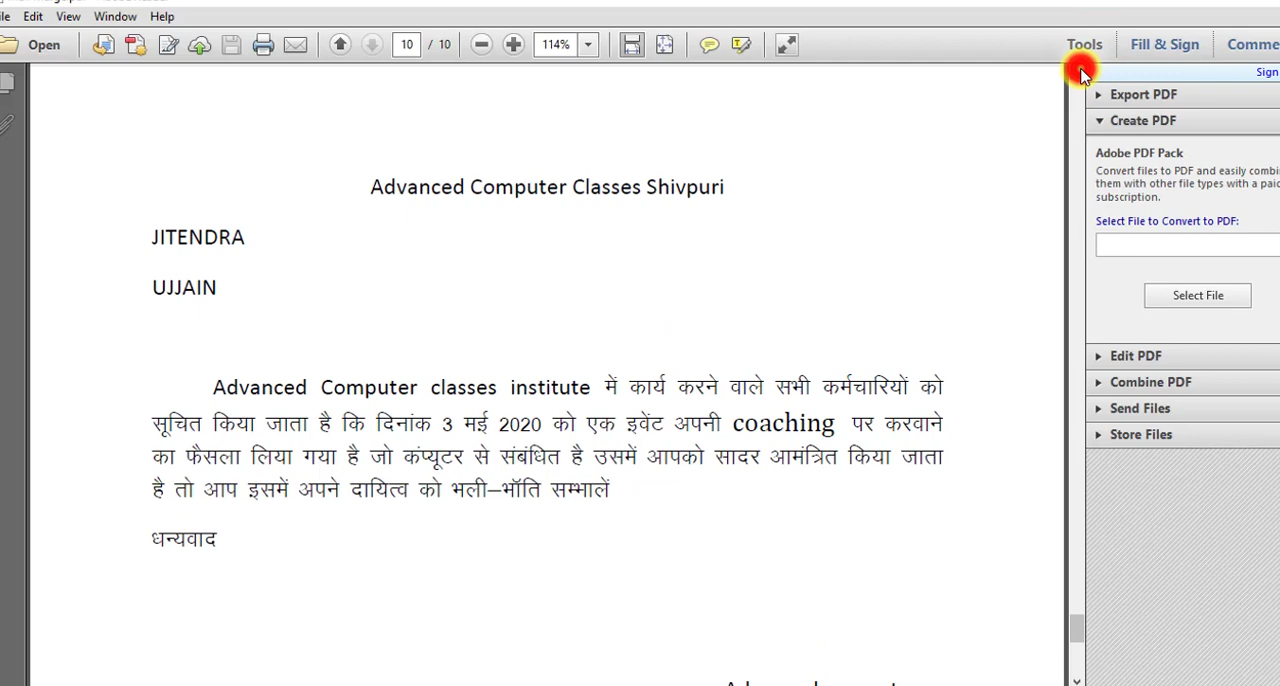 ile Edit View Window Help
Open 10 / 10 114% Tools Fill & Sign Comme
Sign
Export PDF
Create PDF
Adobe PDF Pack
Convert files to PDF and easily combi
them with other file types with a paid
subscription.
Select File to Convert to PDF:
Select File
Edit PDF
Combine PDF
Send Files
Store Files
Advanced Computer Classes Shivpuri
JITENDRA
UJJAIN
Advanced Computer classes institute में कार्य करने वाले सभी कर्मचारियों को
सूचित किया जाता है कि दिनांक 3 मई 2020 को एक इवेंट अपनी coaching पर करवाने
का फैसला लिया गया है जो कंप्यूटर से संबंधित है उसमें आपको सादर आमंत्रित किया जाता
है तो आप इसमें अपने दायित्व को भली–भॉति सम्भालें
धन्यवाद